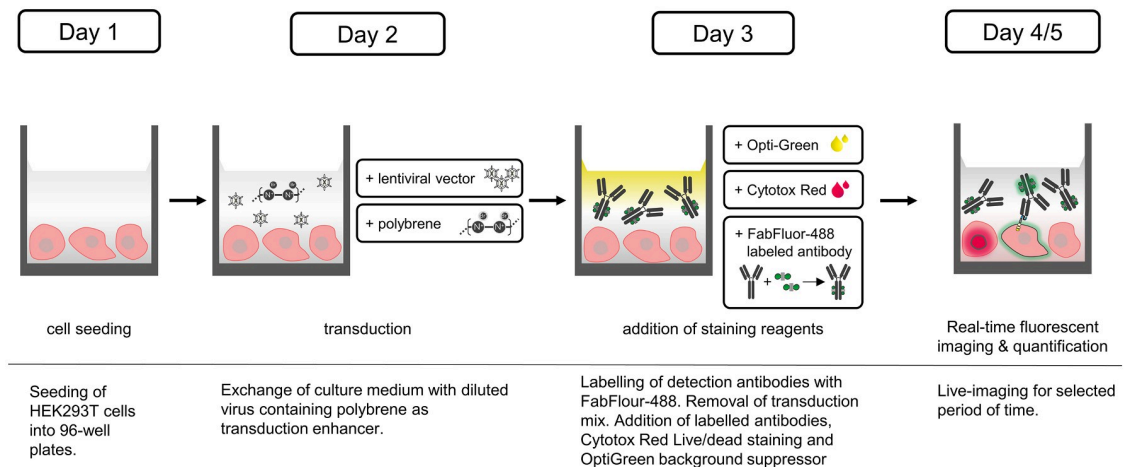 Day 1
Day 2
Day 3
Day 4/5
+ lentiviral vector
+ polybrene
+ Opti-Green
+ Cytotox Red
+ FabFluor-488
labeled antibody
+
cell seeding
transduction
addition of staining reagents
Real-time fluorescent
imaging & quantification
Seeding of
HEK293T cells
into 96-well
plates.
Exchange of culture medium with diluted
virus containing polybrene as
transduction enhancer.
Labelling of detection antibodies with
FabFlour-488. Removal of transduction
mix. Addition of labelled antibodies,
Cytotox Red Live/dead staining and
OptiGreen background suppressor
Live-imaging for selected
period of time.